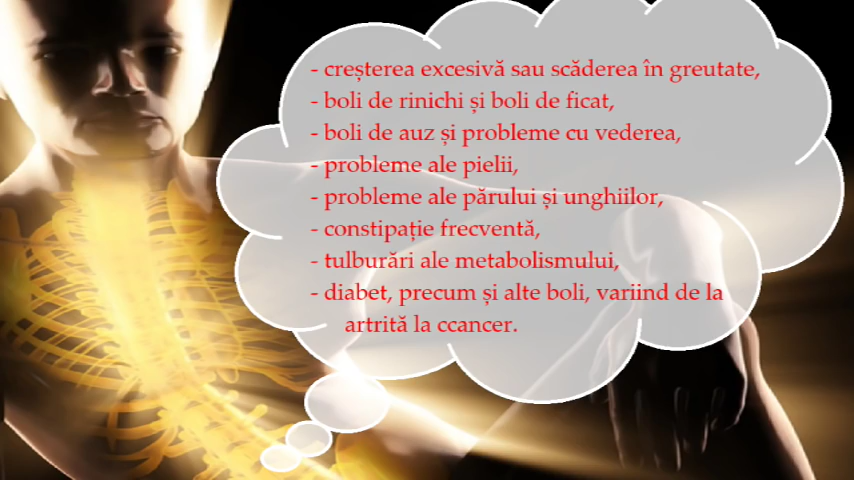 - creșterea excesivă sau scăderea în greutate,
- boli de rinichi și boli de ficat,
- boli de auz și probleme cu vederea,
- probleme ale pielii,
- probleme ale părului și unghiilor,
- constipație frecventă,
- tulburări ale metabolismului,
- diabet, precum și alte boli, variind de la
artrită la ccancer.